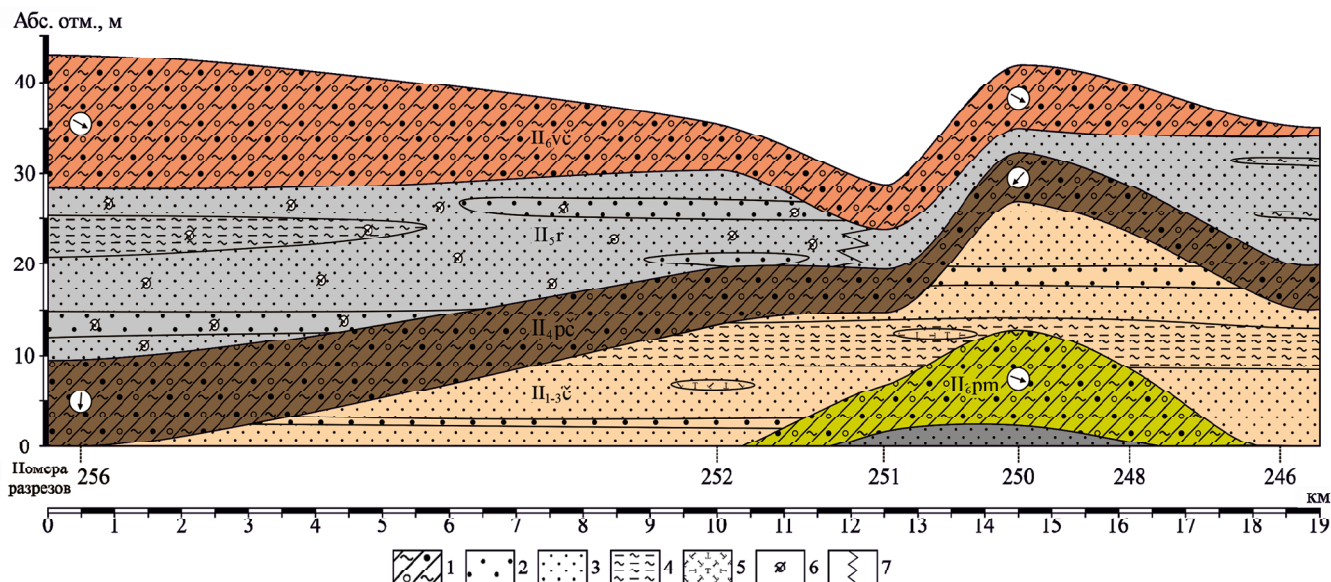 Абс. отм., м
40
30
20
10
0
II₆vč
II₅r
II₄pč
II₁₋₃č
II₆pm
Помера
разрезов
256 252 251 250 248 246
км
0 1 2 3 4 5 6 7 8 9 10 11 12 13 14 15 16 17 18 19
1 2 3 4 5 6 7